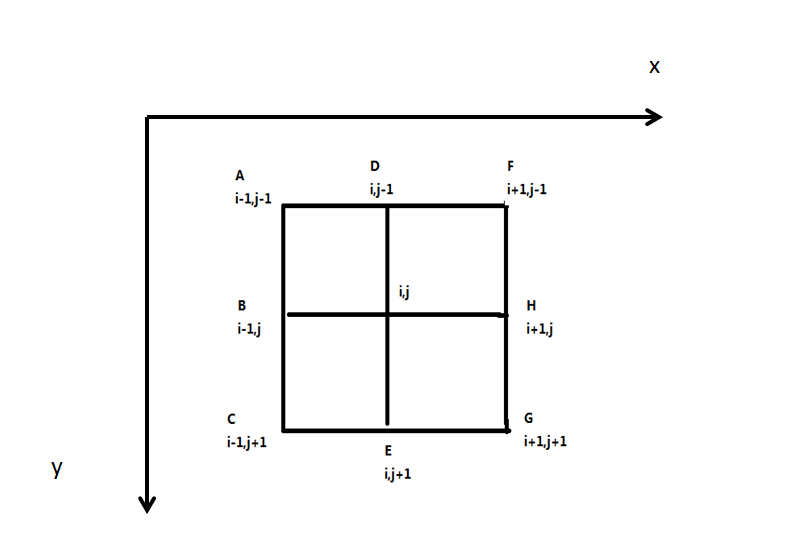 x
A
i-1,j-1
D
i,j-1
F
i+1,j-1
i,j
B
i-1,j
H
i+1,j
C
i-1,j+1
E
i,j+1
G
i+1,j+1
y